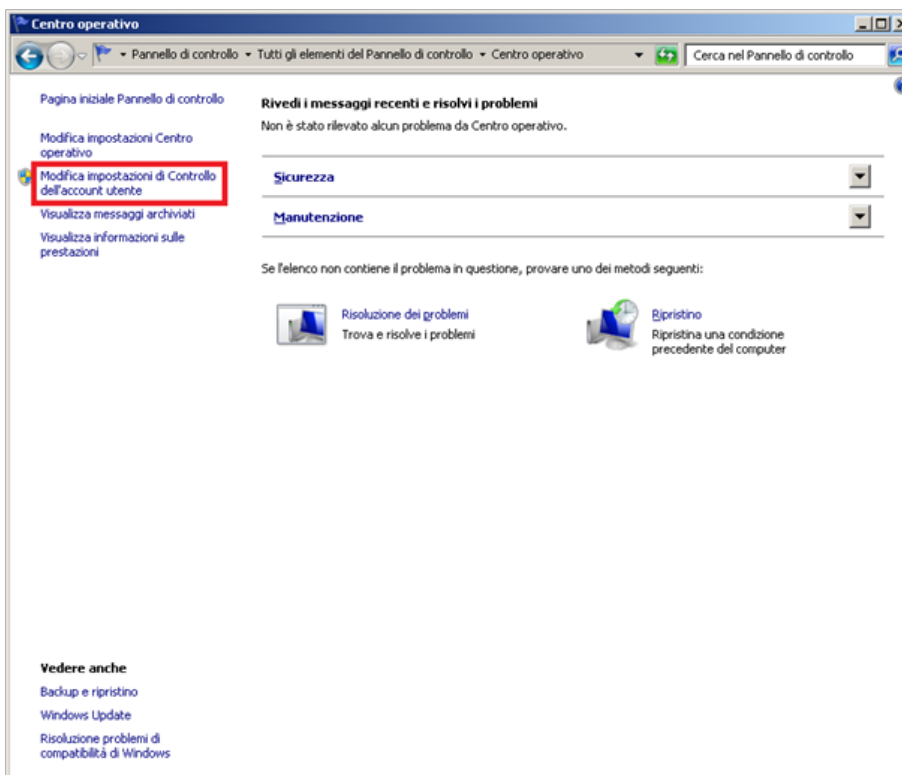 Centro operativo
Pannello di controllo Tutti gli elementi del Pannello di controllo Centro operativo
Cerca nel Pannello di controllo
Pagina iniziale Pannello di controllo
Modifica impostazioni Centro
operativo
Modifica impostazioni di Controllo
dell'account utente
Visualizza messaggi archiviati
Visualizza informazioni sulle
prestazioni
Rivedi i messaggi recenti e risolvi i problemi
Non è stato rilevato alcun problema da Centro operativo.
Sicurezza
Manutenzione
Se l'elenco non contiene il problema in questione, provare uno dei metodi seguenti:
Risoluzione dei problemi
Trova e risolve i problemi
Ripristino
Ripristina una condizione
precedente del computer
Vedere anche
Backup e ripristino
Windows Update
Risoluzione problemi di
compatibilità di Windows